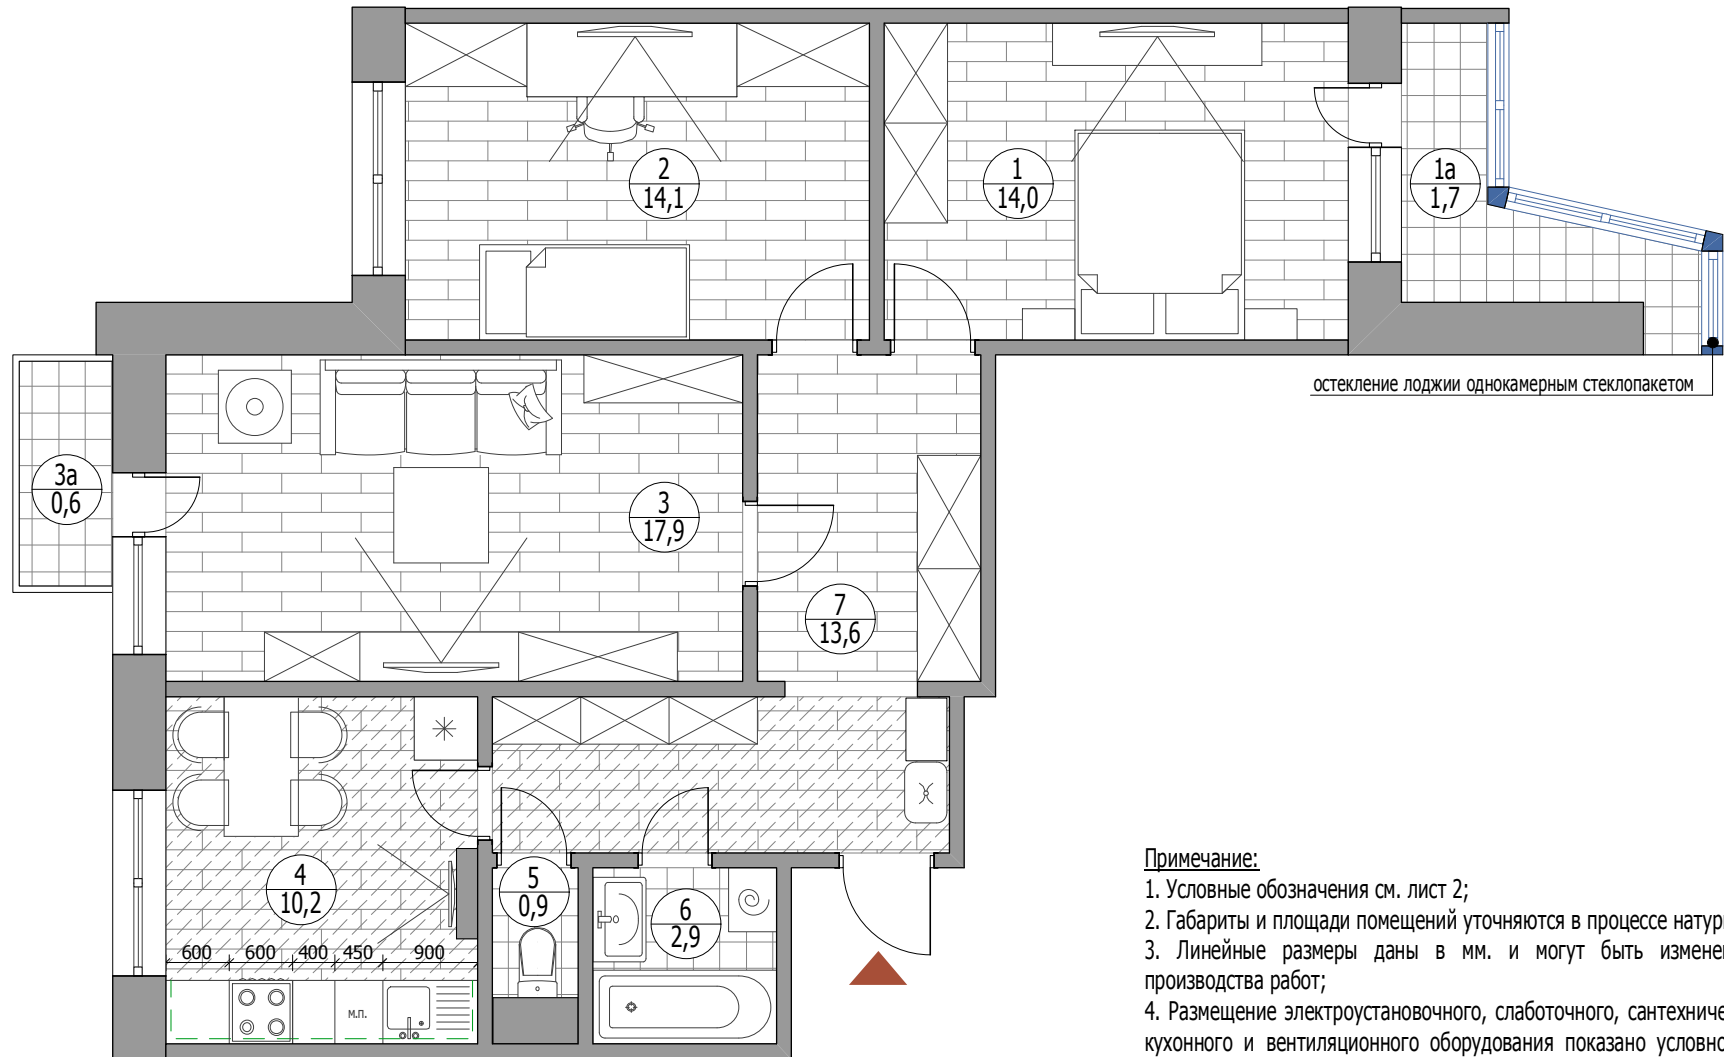 2
14,1
1
14,0
1а
1,7
остекление лоджии однокамерным стеклопакетом
3а
0,6
3
17,9
7
13,6
4
10,2
5
0,9
6
2,9
600 600 400 450 900
м.п.
Примечание:
1. Условные обозначения см. лист 2;
2. Габариты и площади помещений уточняются в процессе
3. Линейные размеры даны в мм. и могут быть
производства работ;
4. Размещение электроустановочного, слаботочного,
кухонного и вентиляционного оборудования показано